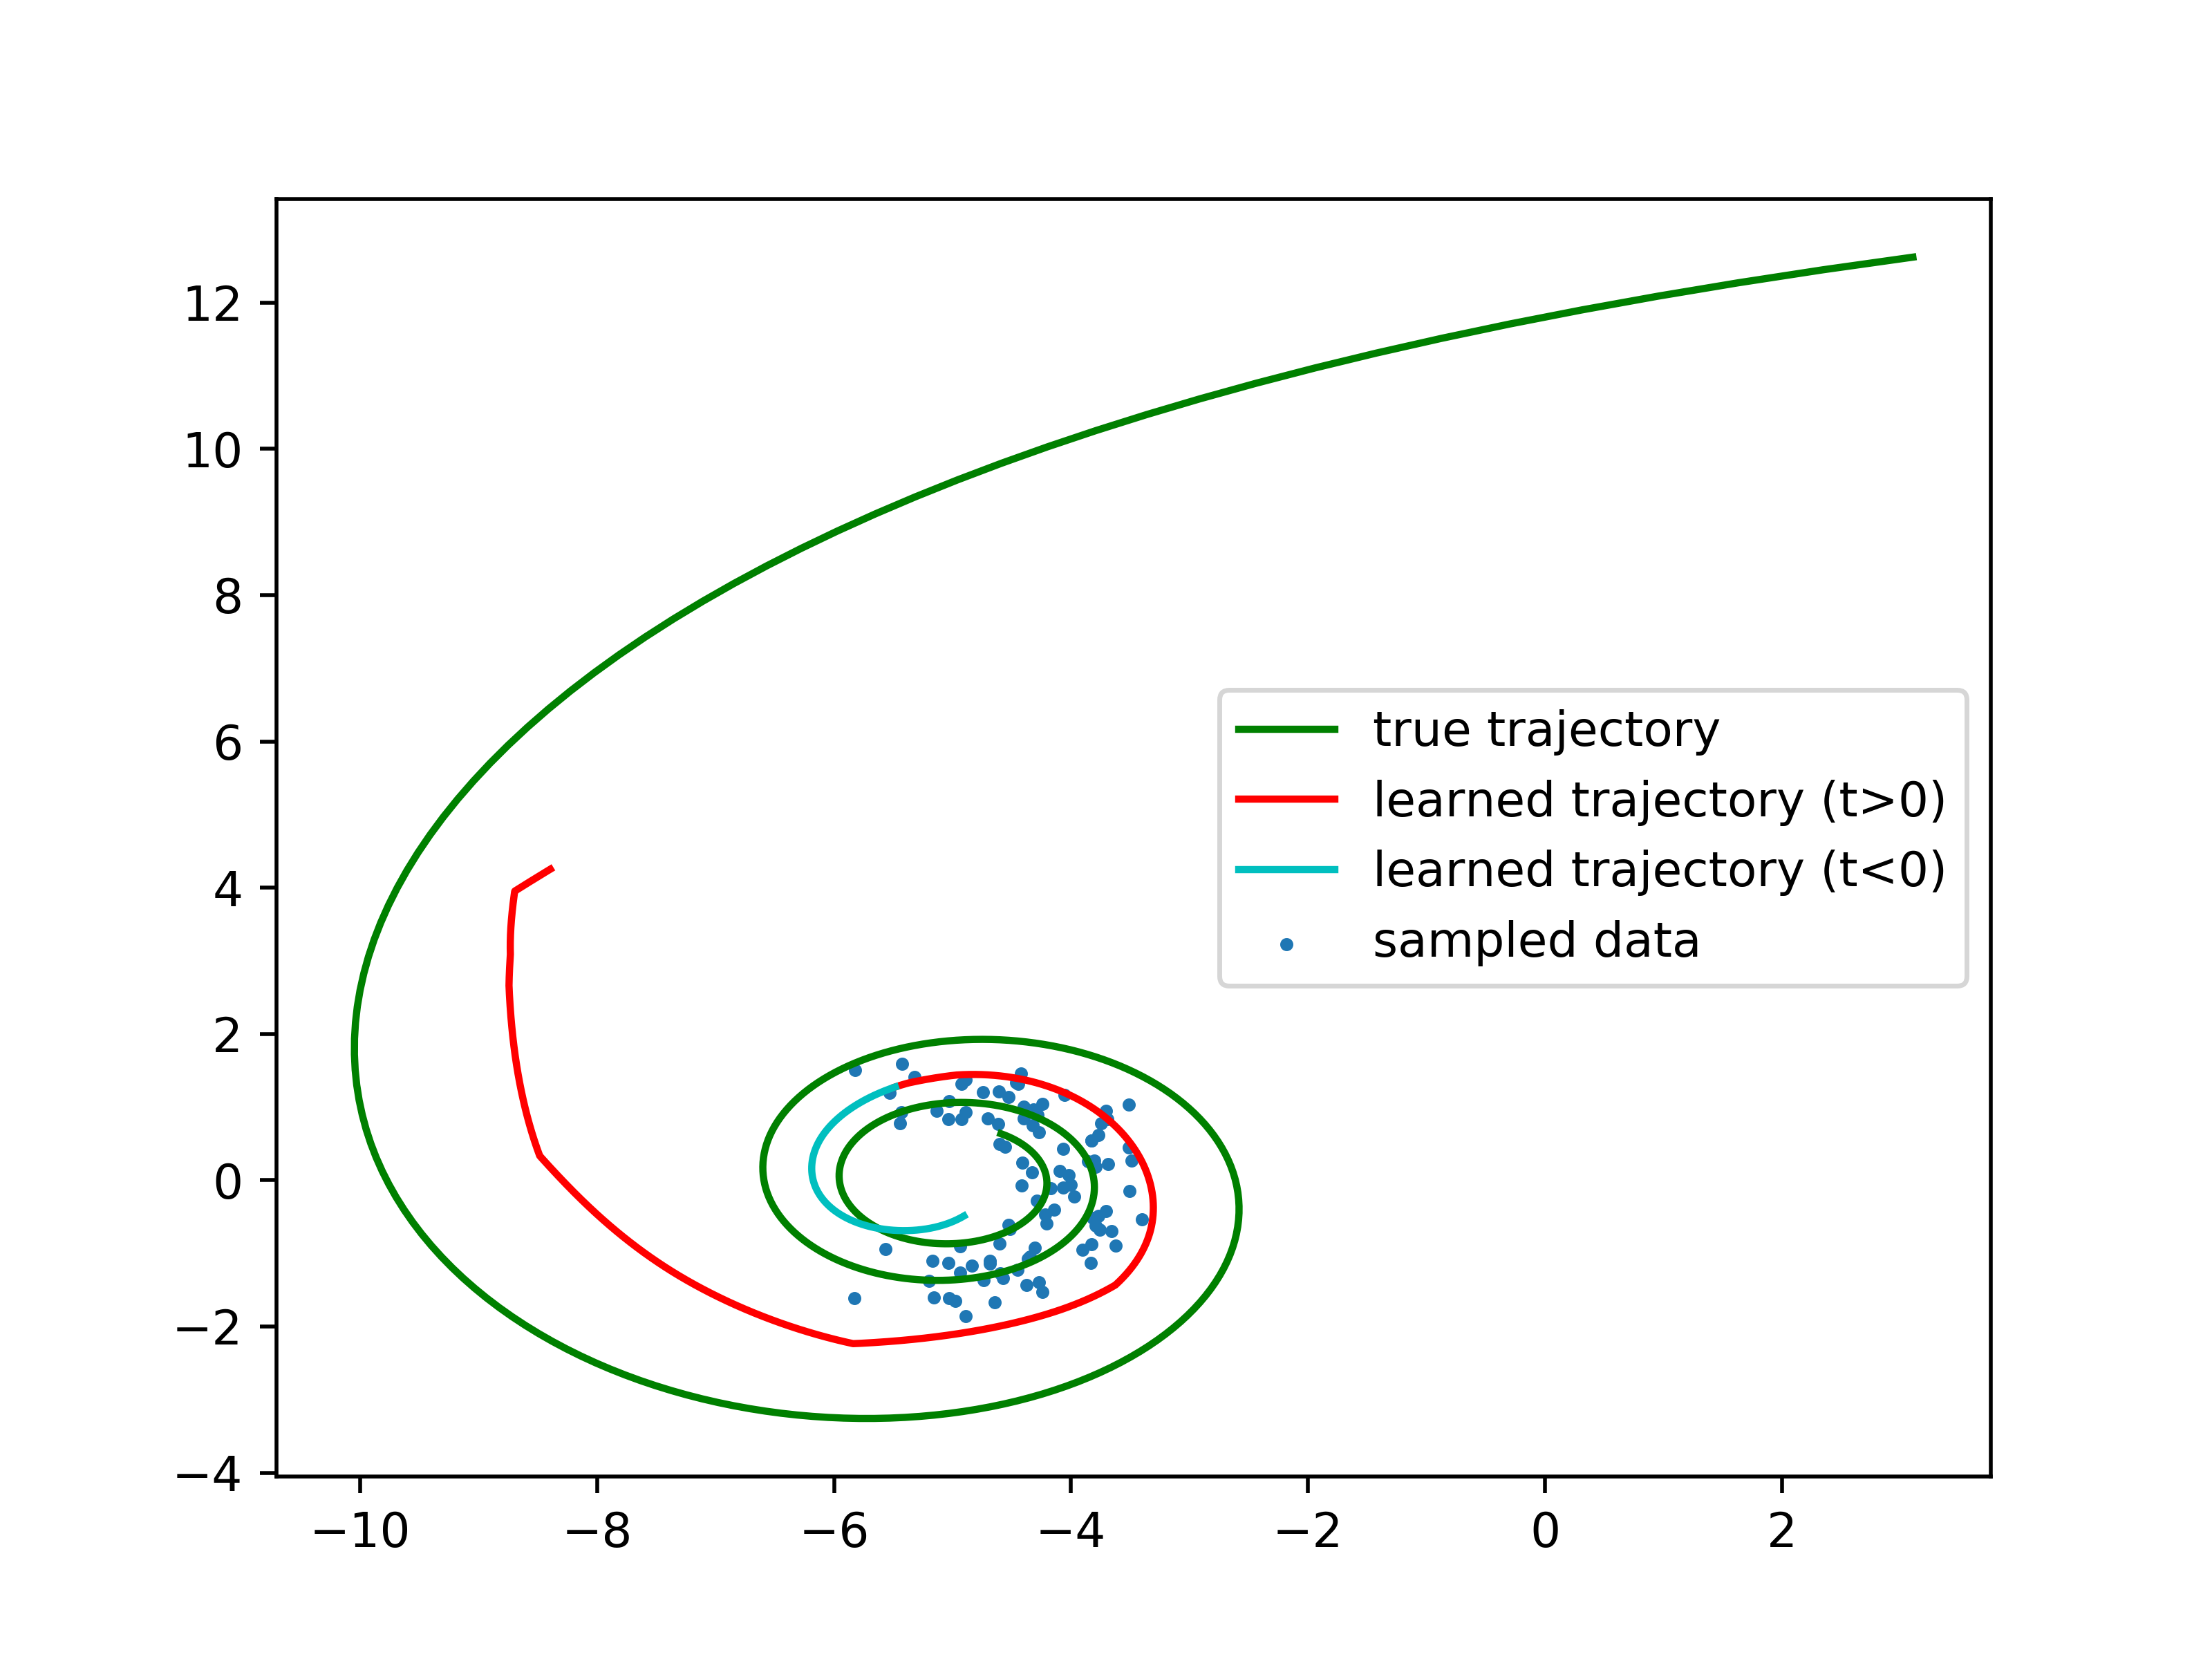 12
10
8
6
4
2
0
−2
−4
true trajectory
learned trajectory (t>0)
learned trajectory (t<0)
sampled data
−10 −8 −6 −4 −2 0 2